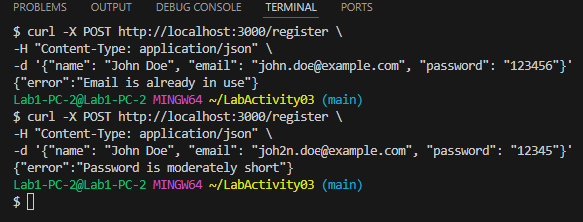 PROBLEMS OUTPUT DEBUG CONSOLE TERMINAL PORTS
$ curl -X POST http://localhost:3000/register \
-H "Content-Type: application/json" \
-d '{"name": "John Doe", "email": "john.doe@example.com", "password": "123456"}'
{"error":"Email is already in use"}
Lab1-PC-2@Lab1-PC-2 MINGW64 ~/LabActivity03 (main)
$ curl -X POST http://localhost:3000/register \
-H "Content-Type: application/json" \
-d '{"name": "John Doe", "email": "joh2n.doe@example.com", "password": "12345"}'
{"error":"Password is moderately short"}
Lab1-PC-2@Lab1-PC-2 MINGW64 ~/LabActivity03 (main)
$